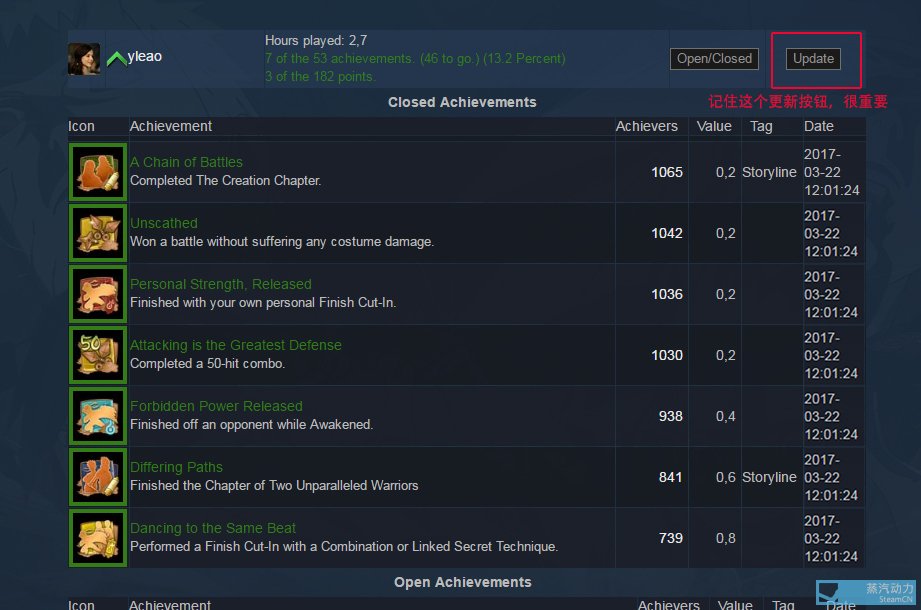 yleao
Hours played: 2,7
7 of the 53 achievements. (46 to go.) (13.2 Percent)
3 of the 182 points.
Open/Closed
Update
Closed Achievements
记住这个更新按钮，很重要
Icon Achievement Achievers Value Tag Date
A Chain of Battles
Completed The Creation Chapter.
1065 0,2 Storyline
2017-
03-22
12:01:24
Unscathed
Won a battle without suffering any costume damage.
1042 0,2
2017-
03-22
12:01:24
Personal Strength, Released
Finished with your own personal Finish Cut-In.
1036 0,2
2017-
03-22
12:01:24
50
Attacking is the Greatest Defense
Completed a 50-hit combo.
1030 0,2
2017-
03-22
12:01:24
Forbidden Power Released
Finished off an opponent while Awakened.
938 0,4
2017-
03-22
12:01:24
Differing Paths
Finished the Chapter of Two Unparalleled Warriors
841 0,6 Storyline
2017-
03-22
12:01:24
Dancing to the Same Beat
Performed a Finish Cut-In with a Combination or Linked Secret Technique.
739 0,8
2017-
03-22
12:01:24
Open Achievements
Icon Achievement Achievers Value Tag Date
蒸汽动力
SteamCN